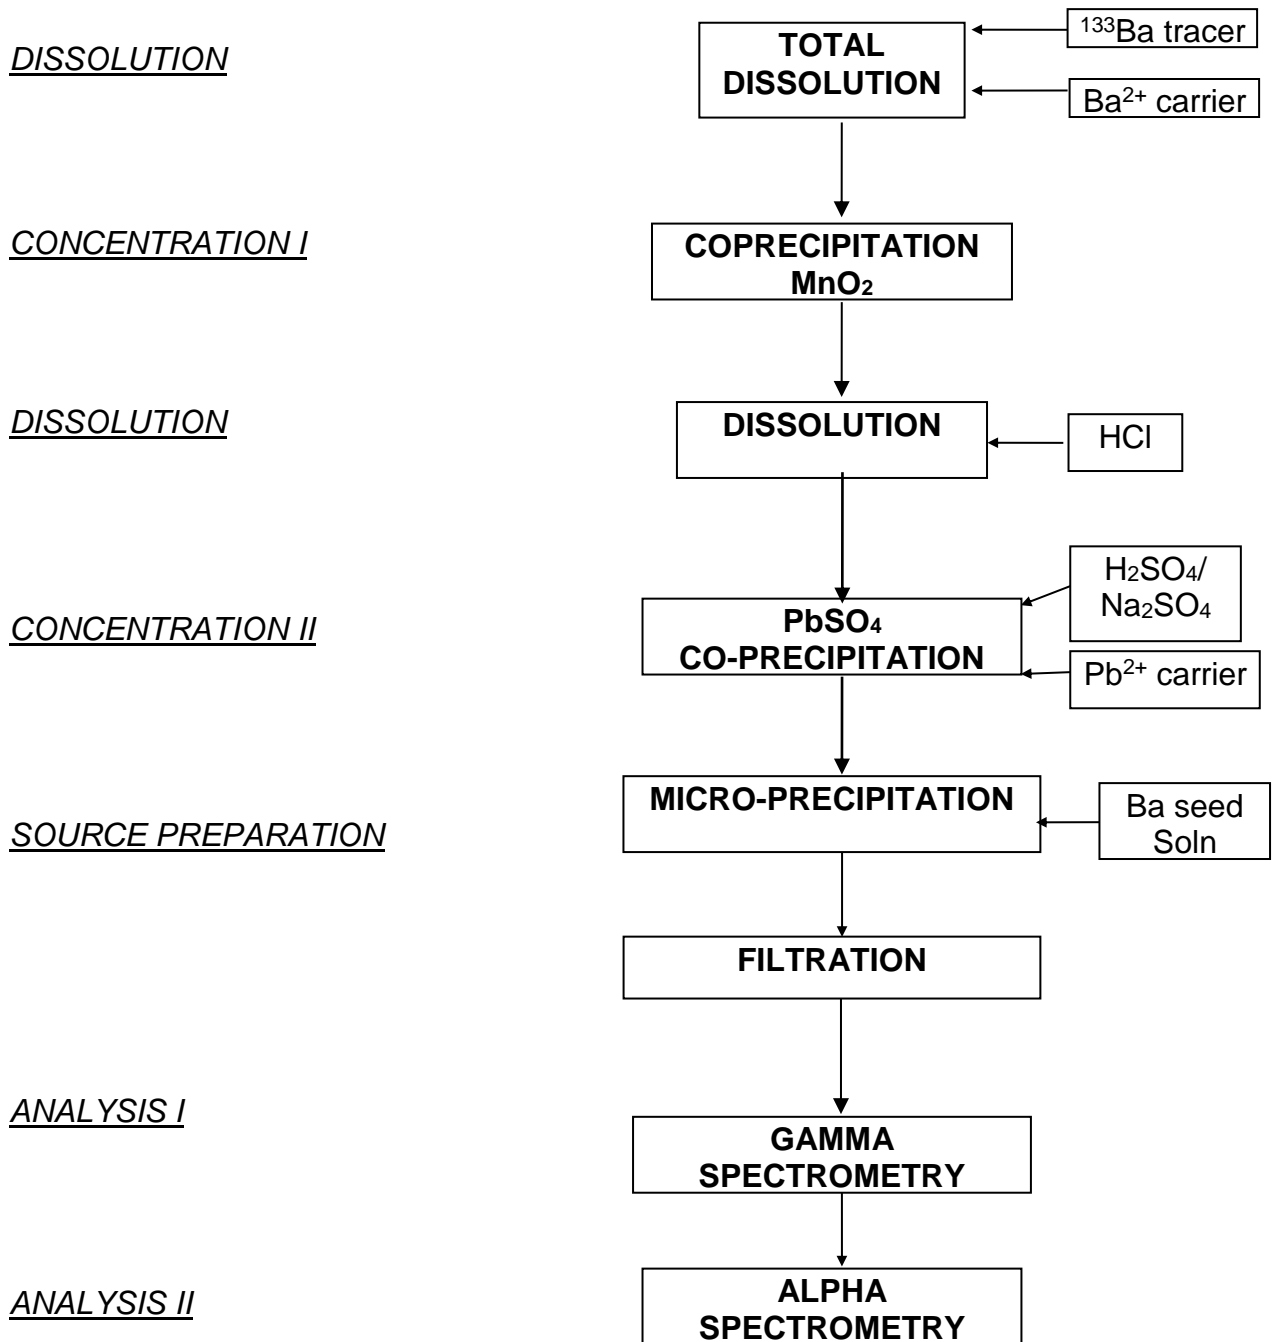 DISSOLUTION
TOTAL
DISSOLUTION
¹³³Ba tracer
Ba²⁺ carrier
CONCENTRATION I
COPRECIPITATION
MnO₂
DISSOLUTION
DISSOLUTION
HCl
CONCENTRATION II
PbSO₄
CO-PRECIPITATION
H₂SO₄/
Na₂SO₄
Pb²⁺ carrier
SOURCE PREPARATION
MICRO-PRECIPITATION
Ba seed
Soln
FILTRATION
ANALYSIS I
GAMMA
SPECTROMETRY
ANALYSIS II
ALPHA
SPECTROMETRY